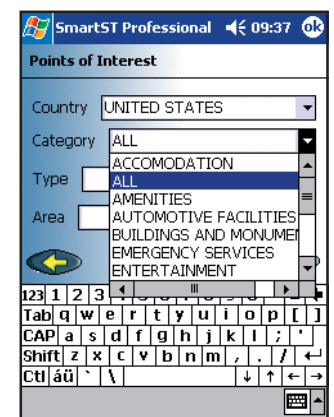 SmartST Professional 09:37 ok
Points of Interest
Country UNITED STATES
Category ALL
ACCOMODATION
Type ALL
AMENITIES
Area AUTOMOTIVE FACILITIES
BUILDINGS AND MONUMEN
EMERGENCY SERVICES
ENTERTAINMENT
123 1 2 3
Tab q w e r t y u i o p [ ]
CAP a s d f g h j k l ; '
Shift z x c v b n m , . / ↵
Ctl áü ` \ ↓ ↑ ← →